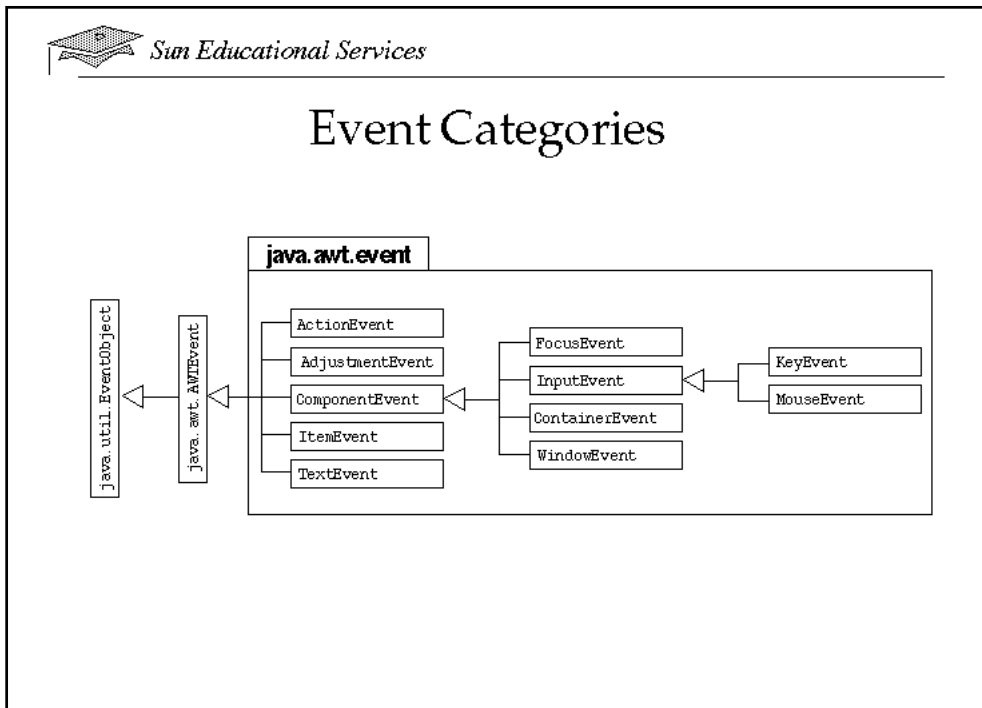 Sun Educational Services
Event Categories
java.awt.event
java.util.EventObject
java.awt.AWTEvent
ActionEvent
AdjustmentEvent
ComponentEvent
ItemEvent
TextEvent
FocusEvent
InputEvent
ContainerEvent
WindowEvent
KeyEvent
MouseEvent